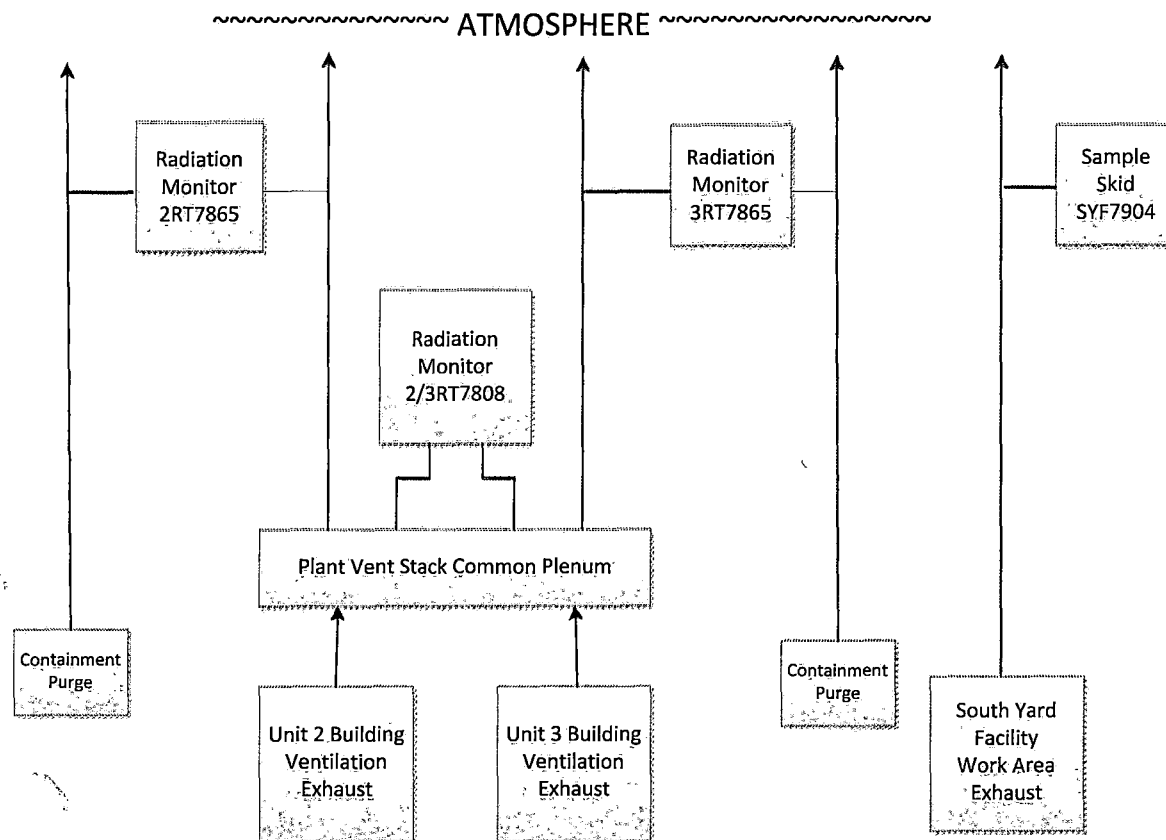 ~~~~~~~~~~~~~~~~ ATMOSPHERE ~~~~~~~~~~~~~~~~~~
Radiation
Monitor
2RT7865
Radiation
Monitor
3RT7865
Sample
Skid
SYF7904
Radiation
Monitor
2/3RT7808
Plant Vent Stack Common Plenum
Containment
Purge
Unit 2 Building
Ventilation
Exhaust
Unit 3 Building
Ventilation
Exhaust
Containment
Purge
South Yard
Facility
Work Area
Exhaust